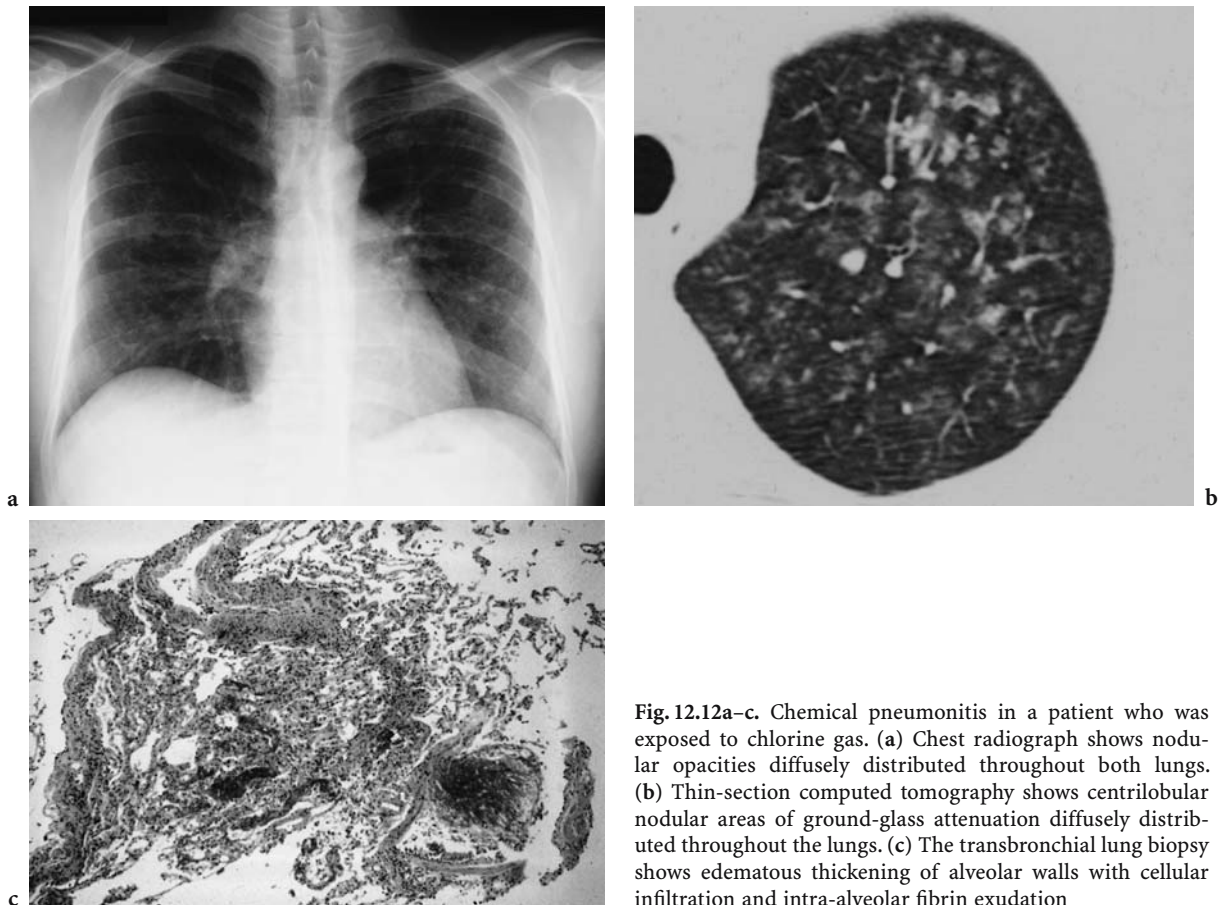 a
b
c
Fig. 12.12a–c. Chemical pneumonitis in a patient who was
exposed to chlorine gas. (a) Chest radiograph shows nodu-
lar opacities diffusely distributed throughout both lungs.
(b) Thin-section computed tomography shows centrilobular
nodular areas of ground-glass attenuation diffusely distrib-
uted throughout the lungs. (c) The transbronchial lung biopsy
shows edematous thickening of alveolar walls with cellular
infiltration and intra-alveolar fibrin exudation